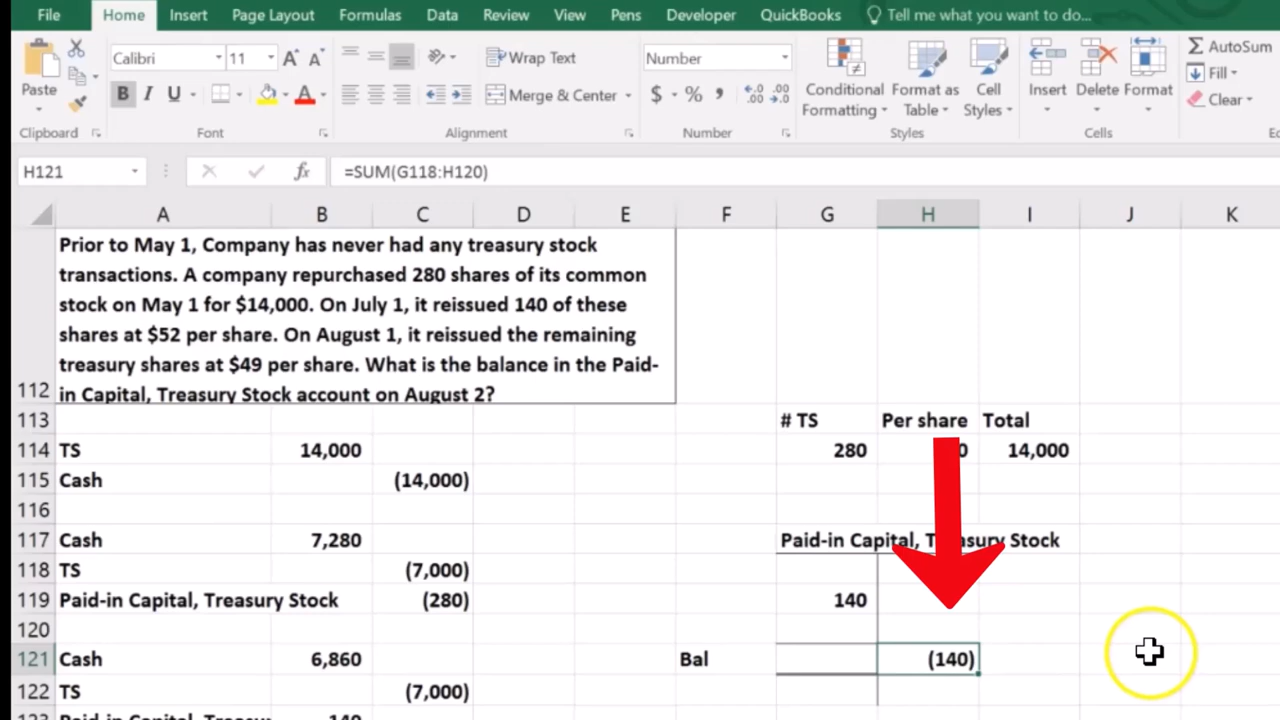 File Home Insert Page Layout Formulas Data Review View Pens Developer QuickBooks Tell me what you want to do...
Calibri 11 Wrap Text Number AutoSum
Paste B I U Merge & Center $ % Conditional Formatting Format as Table Cell Styles Insert Delete Format Fill
Clear
Clipboard Font Alignment Number Styles Cells
H121 fx =SUM(G118:H120)
A B C D E F G H I J K
Prior to May 1, Company has never had any treasury stock
transactions. A company repurchased 280 shares of its common
stock on May 1 for $14,000. On July 1, it reissued 140 of these
shares at $52 per share. On August 1, it reissued the remaining
treasury shares at $49 per share. What is the balance in the Paid-
112 in Capital, Treasury Stock account on August 2?
113 # TS Per share Total
114 TS 14,000 280 14,000
115 Cash (14,000)
116
117 Cash 7,280 Paid-in Capital, Treasury Stock
118 TS (7,000)
119 Paid-in Capital, Treasury Stock (280) 140
120
121 Cash 6,860 Bal (140)
122 TS (7,000)